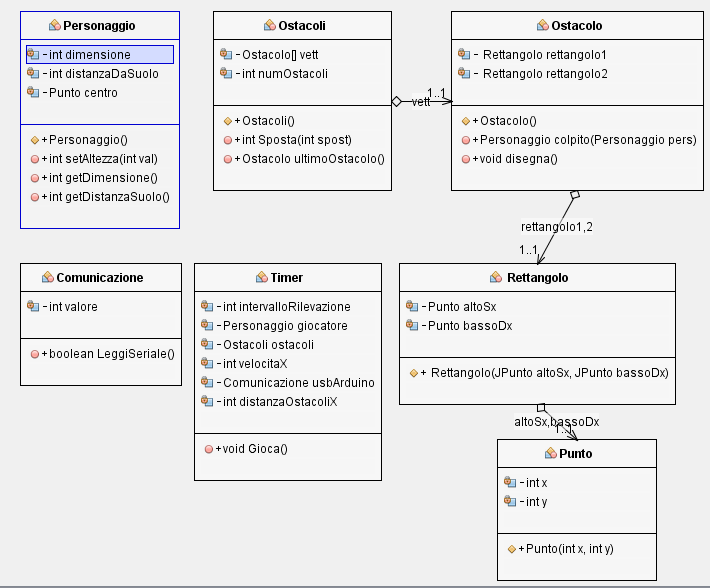 Personaggio
- int dimensione
- int distanzaDaSuolo
- Punto centro
+ Personaggio()
+ int setAltezza(int val)
+ int getDimensione()
+ int getDistanzaSuolo()
Ostacoli
- Ostacolo[] vett
- int numOstacoli
+ Ostacoli()
+ int Sposta(int spost)
+ Ostacolo ultimoOstacolo()
1..1
vett
Ostacolo
- Rettangolo rettangolo1
- Rettangolo rettangolo2
+ Ostacolo()
+ Personaggio colpito(Personaggio pers)
+ void disegna()
rettangolo1,2
1..1
Comunicazione
- int valore
+ boolean LeggiSeriale()
Timer
- int intervalloRilevazione
- Personaggio giocatore
- Ostacoli ostacoli
- int velocitaX
- Comunicazione usbArduino
- int distanzaOstacoliX
+ void Gioca()
Rettangolo
- Punto altoSx
- Punto bassoDx
+ Rettangolo(JPunto altoSx, JPunto bassoDx)
altoSx,bassoDx
1..1
Punto
- int x
- int y
+ Punto(int x, int y)